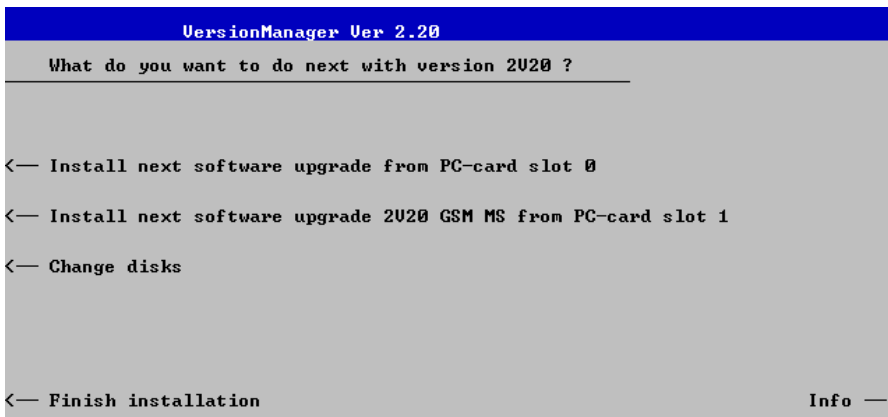 VersionManager Ver 2.20
What do you want to do next with version 2V20 ?
<── Install next software upgrade from PC-card slot 0
<── Install next software upgrade 2V20 GSM MS from PC-card slot 1
<── Change disks
<── Finish installation
Info ─